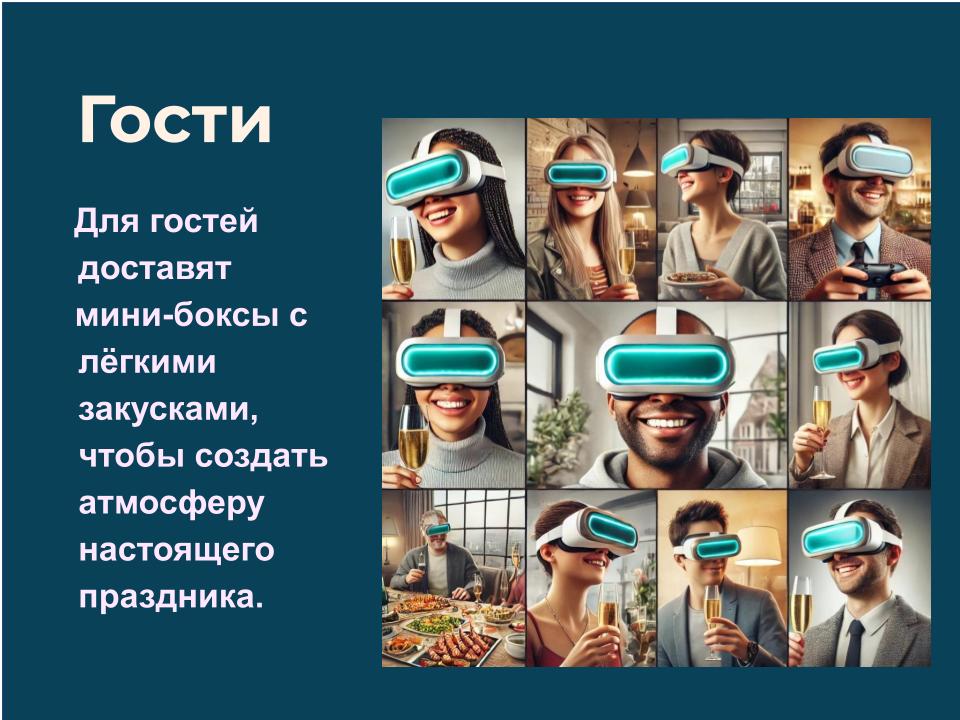 Гости
Для гостей
доставят
мини-боксы с
лёгкими
закусками,
чтобы создать
атмосферу
настоящего
праздника.